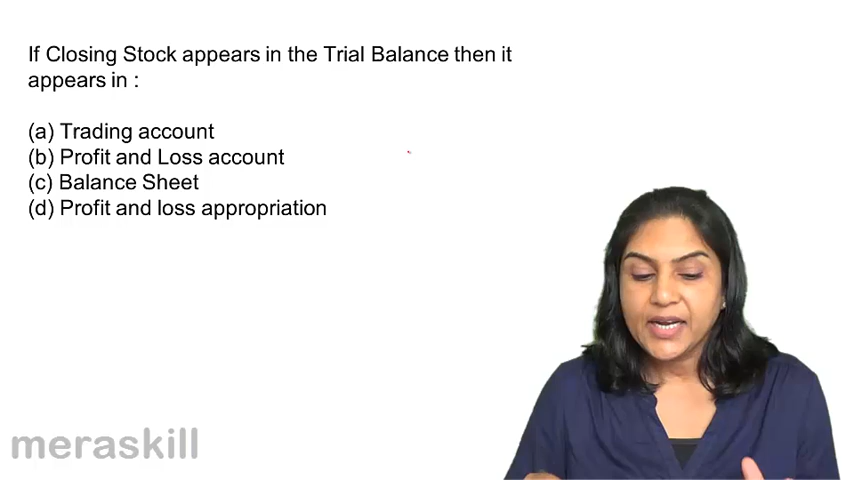 If Closing Stock appears in the Trial Balance then it
appears in :
(a) Trading account
(b) Profit and Loss account
(c) Balance Sheet
(d) Profit and loss appropriation
meraskill